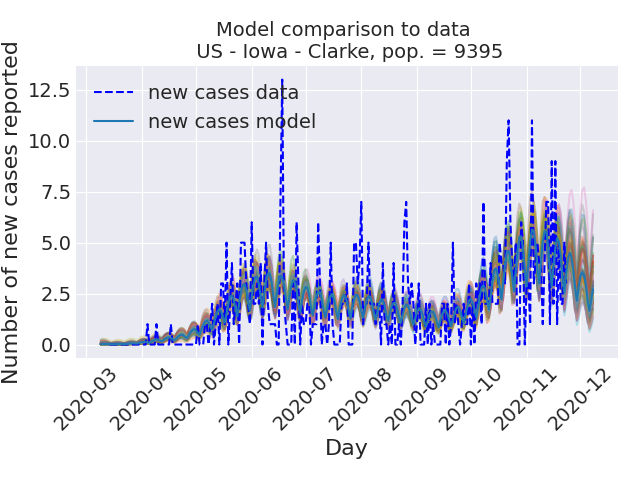 Model comparison to data
US - Iowa - Clarke, pop. = 9395
Number of new cases reported
12.5
10.0
7.5
5.0
2.5
0.0
new cases data
new cases model
2020-03
2020-04
2020-05
2020-06
2020-07
2020-08
2020-09
2020-10
2020-11
2020-12
Day